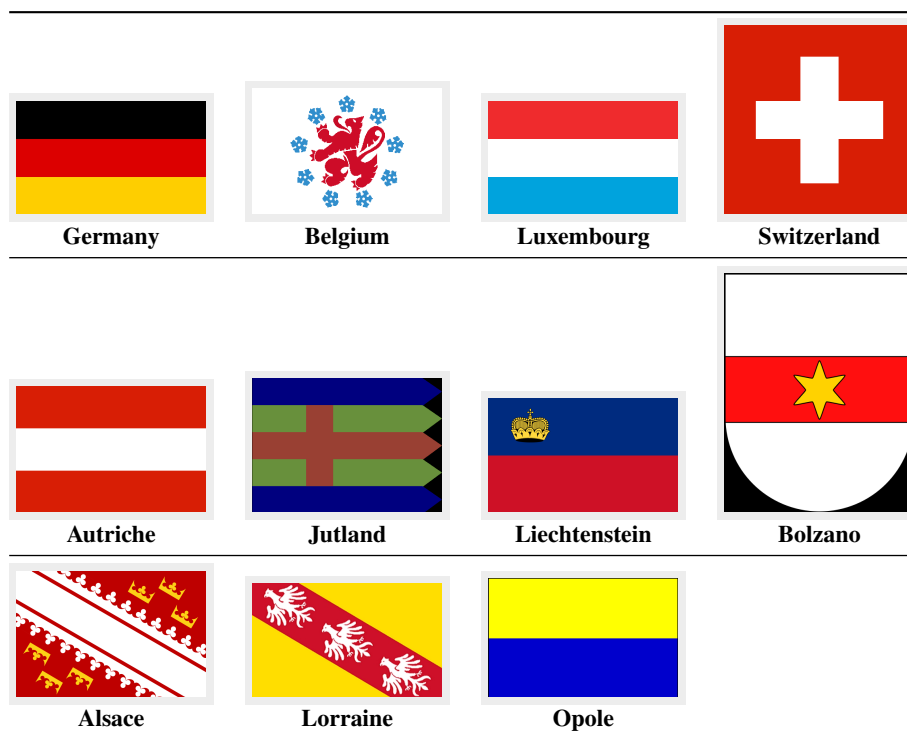 Germany Belgium Luxembourg Switzerland
Autriche Jutland Liechtenstein Bolzano
Alsace Lorraine Opole